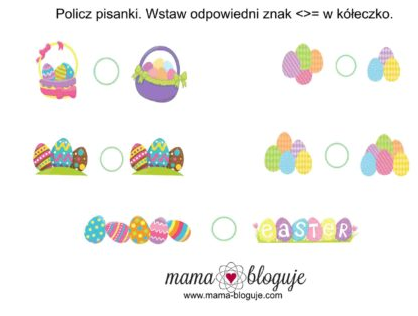 Policz pisanki. Wstaw odpowiedni znak <>= w kółeczko.
eaSTeR
mama bloguje
www.mama-bloguje.com